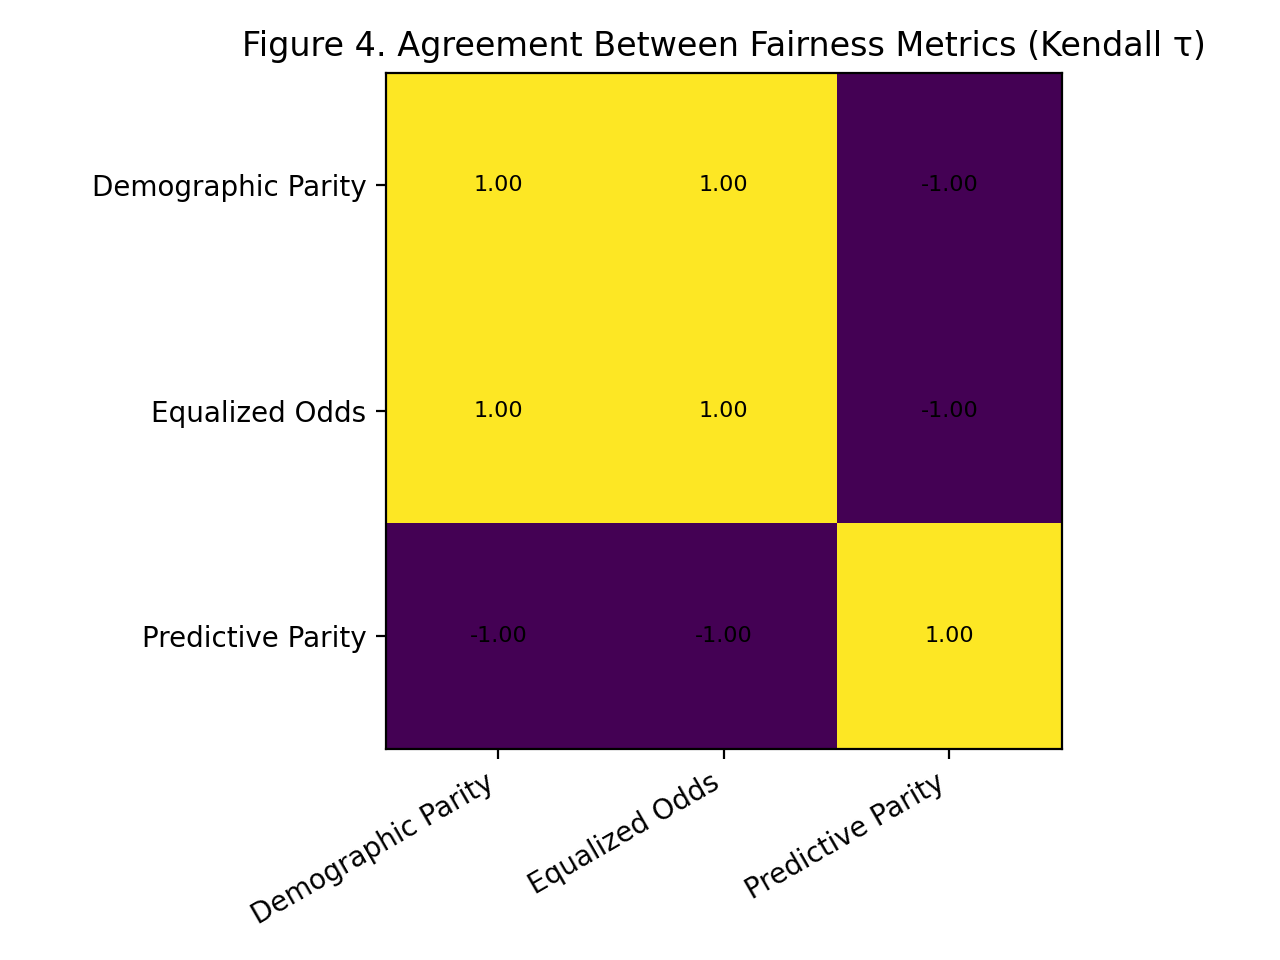 Figure 4. Agreement Between Fairness Metrics (Kendall τ)
Demographic Parity
1.00
1.00
-1.00
Equalized Odds
1.00
1.00
-1.00
Predictive Parity
-1.00
-1.00
1.00
Demographic Parity
Equalized Odds
Predictive Parity